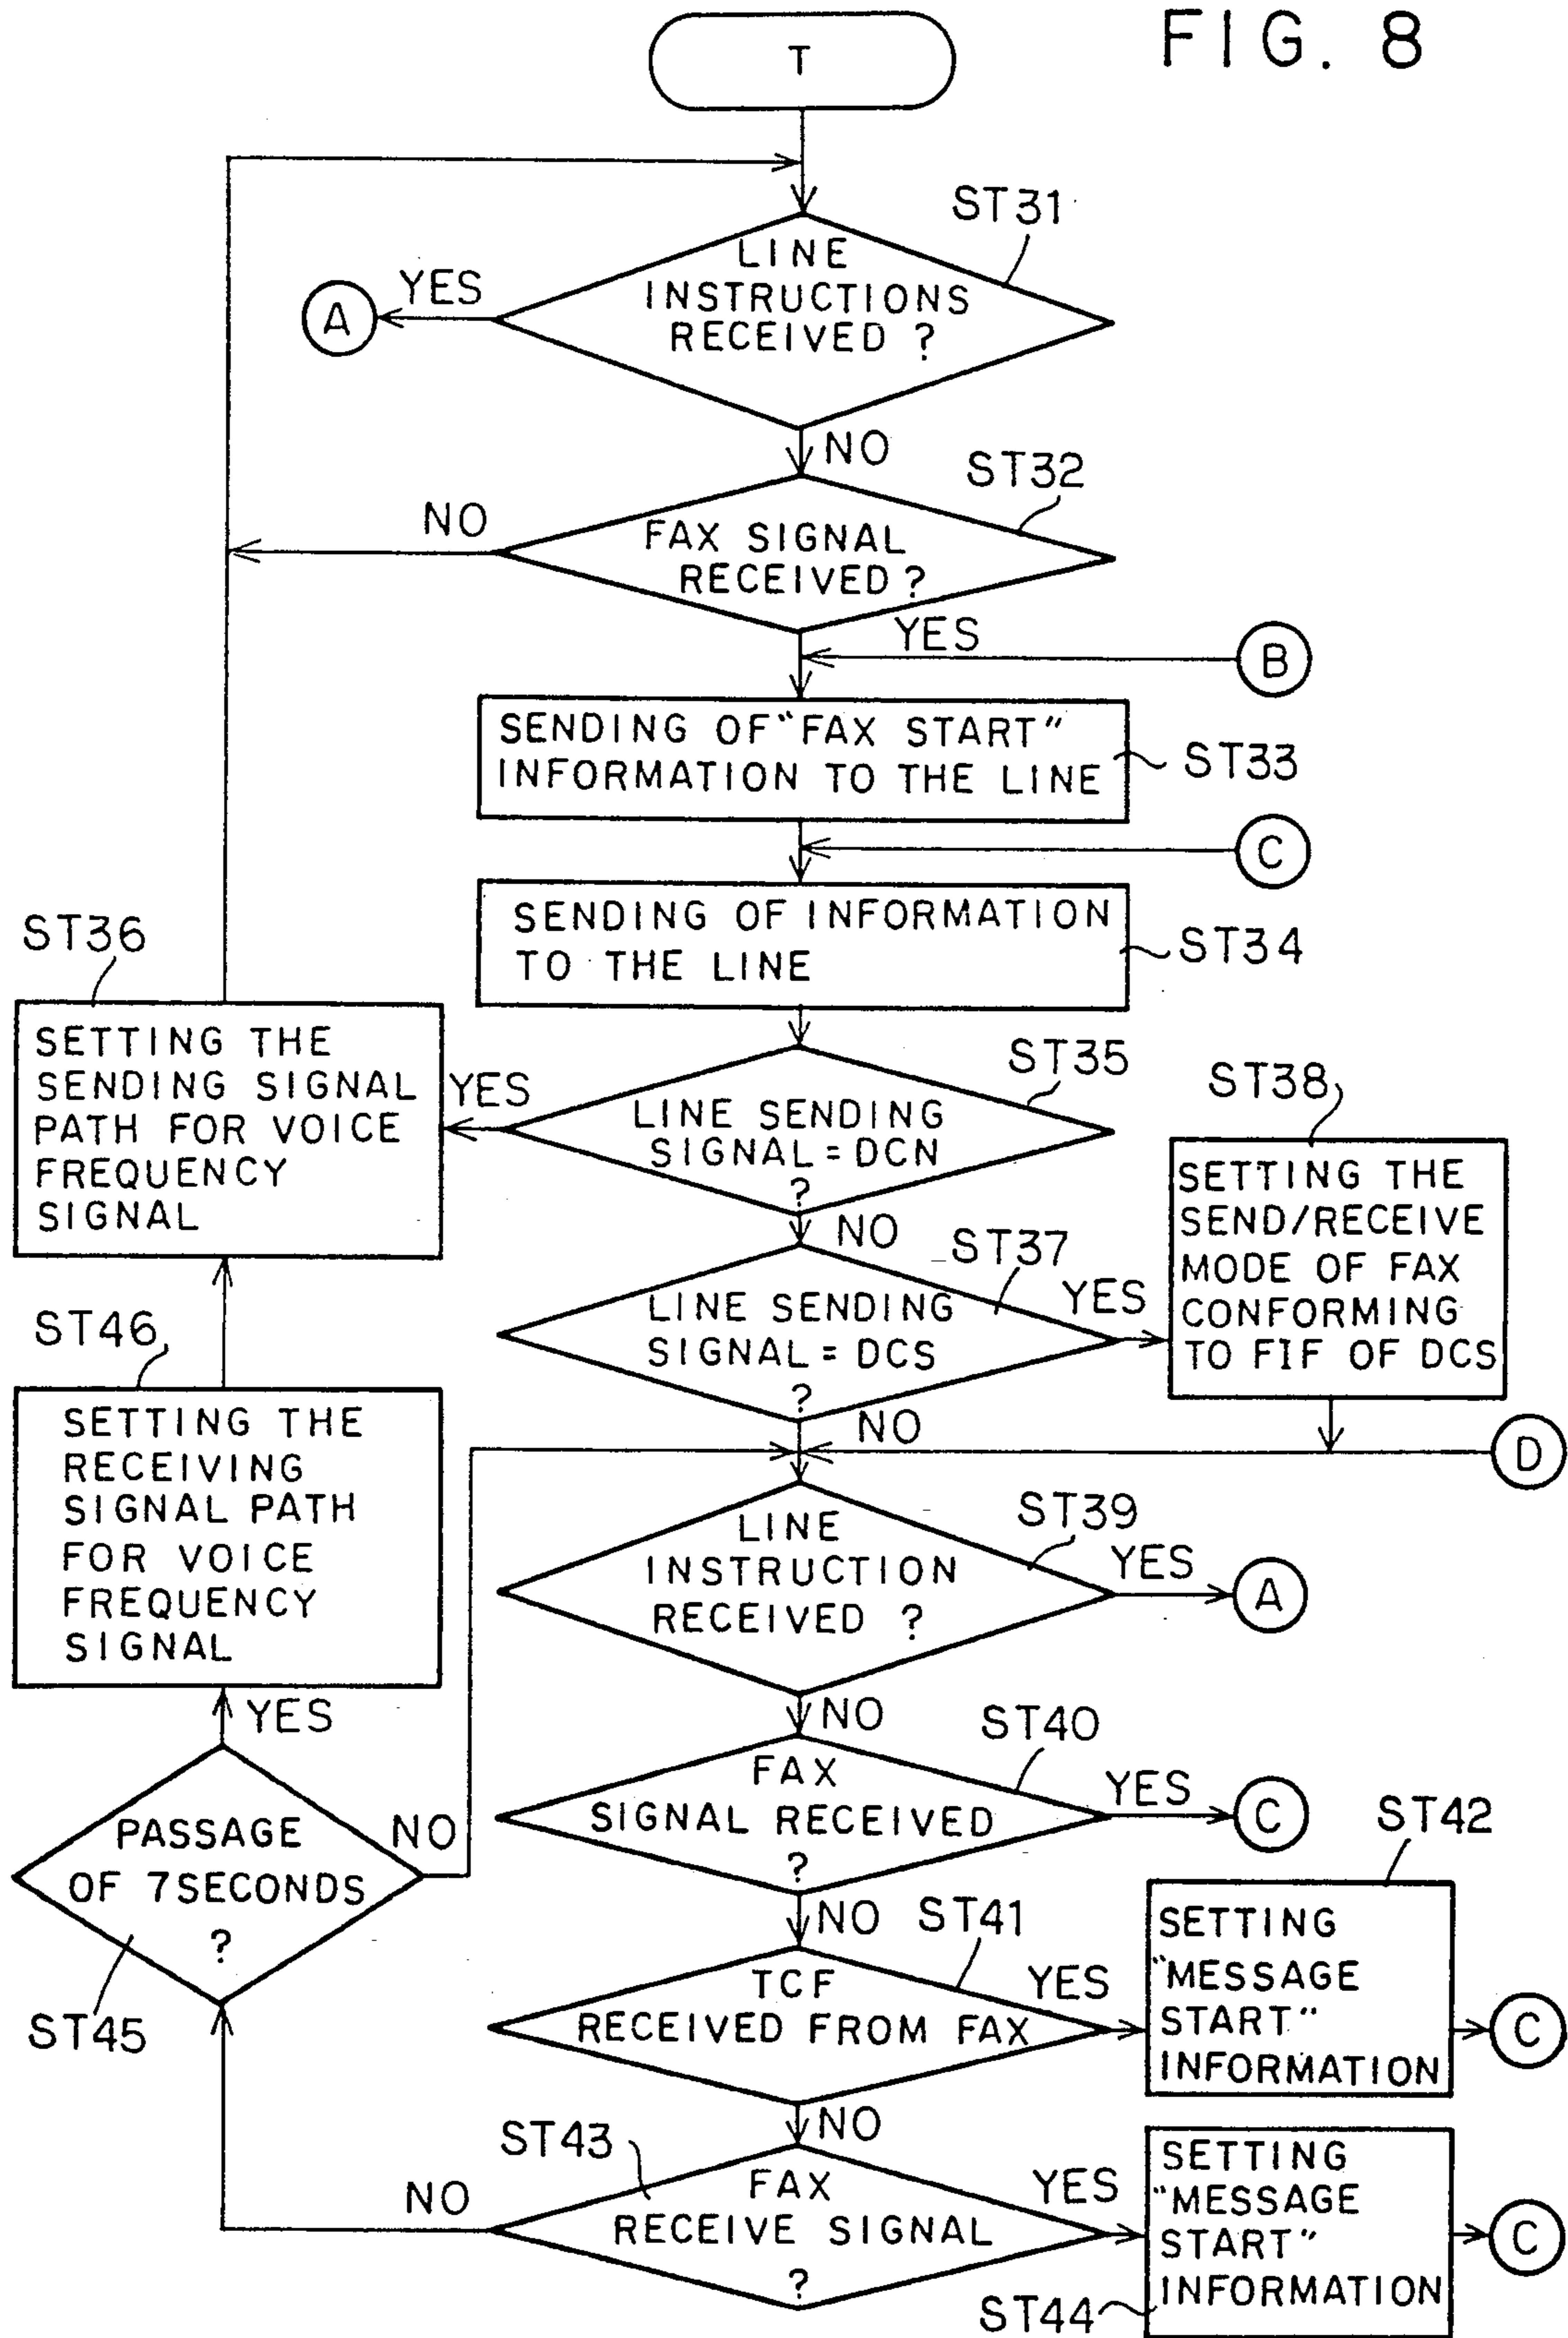 FIG. 8
T
ST31
LINE
INSTRUCTIONS
RECEIVED ?
YES
A
NO
ST32
FAX SIGNAL
RECEIVED ?
NO
YES
B
SENDING OF "FAX START"
INFORMATION TO THE LINE
ST33
C
SENDING OF INFORMATION
TO THE LINE
ST34
ST36
SETTING THE
SENDING SIGNAL
PATH FOR VOICE
FREQUENCY
SIGNAL
YES
ST35
LINE SENDING
SIGNAL = DCN
?
NO
ST38
SETTING THE
SEND/RECEIVE
MODE OF FAX
CONFORMING
TO FIF OF DCS
ST37
LINE SENDING
SIGNAL = DCS
?
YES
NO
D
ST46
SETTING THE
RECEIVING
SIGNAL PATH
FOR VOICE
FREQUENCY
SIGNAL
YES
ST39
LINE
INSTRUCTION
RECEIVED ?
YES
A
NO
ST40
FAX
SIGNAL RECEIVED
?
YES
C
PASSAGE
OF 7SECONDS
?
NO
ST45
NO
ST41
TCF
RECEIVED FROM FAX
YES
ST42
SETTING
"MESSAGE
START"
INFORMATION
C
NO
ST43
FAX
RECEIVE SIGNAL
?
NO
YES
SETTING
"MESSAGE
START"
INFORMATION
ST44
C